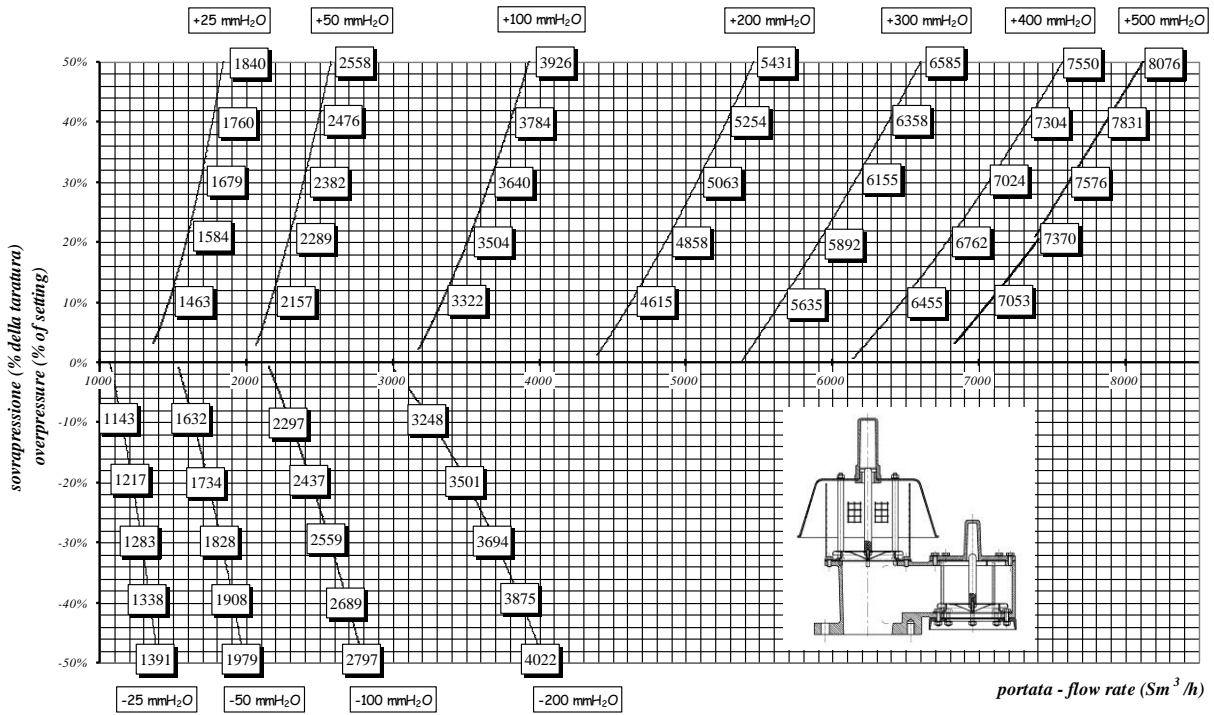 +25 mmH₂O +50 mmH₂O +100 mmH₂O +200 mmH₂O +300 mmH₂O +400 mmH₂O +500 mmH₂O
50% 1840 2558 3926 5431 6585 7550 8076
40% 1760 2476 3784 5254 6358 7304 7831
30% 1679 2382 3640 5063 6155 7024 7576
20% 1584 2289 3504 4858 5892 6762 7370
10% 1463 2157 3322 4615 5635 6455 7053
0%
1000 2000 3000 4000 5000 6000 7000 8000
-10% 1143 1632 2297 3248
-20% 1217 1734 2437 3501
-30% 1283 1828 2559 3694
-40% 1338 1908 2689 3875
-50% 1391 1979 2797 4022
-25 mmH₂O -50 mmH₂O -100 mmH₂O -200 mmH₂O
sovrapressione (% della taratura)
overpressure (% of setting)
portata - flow rate (Sm³/h)